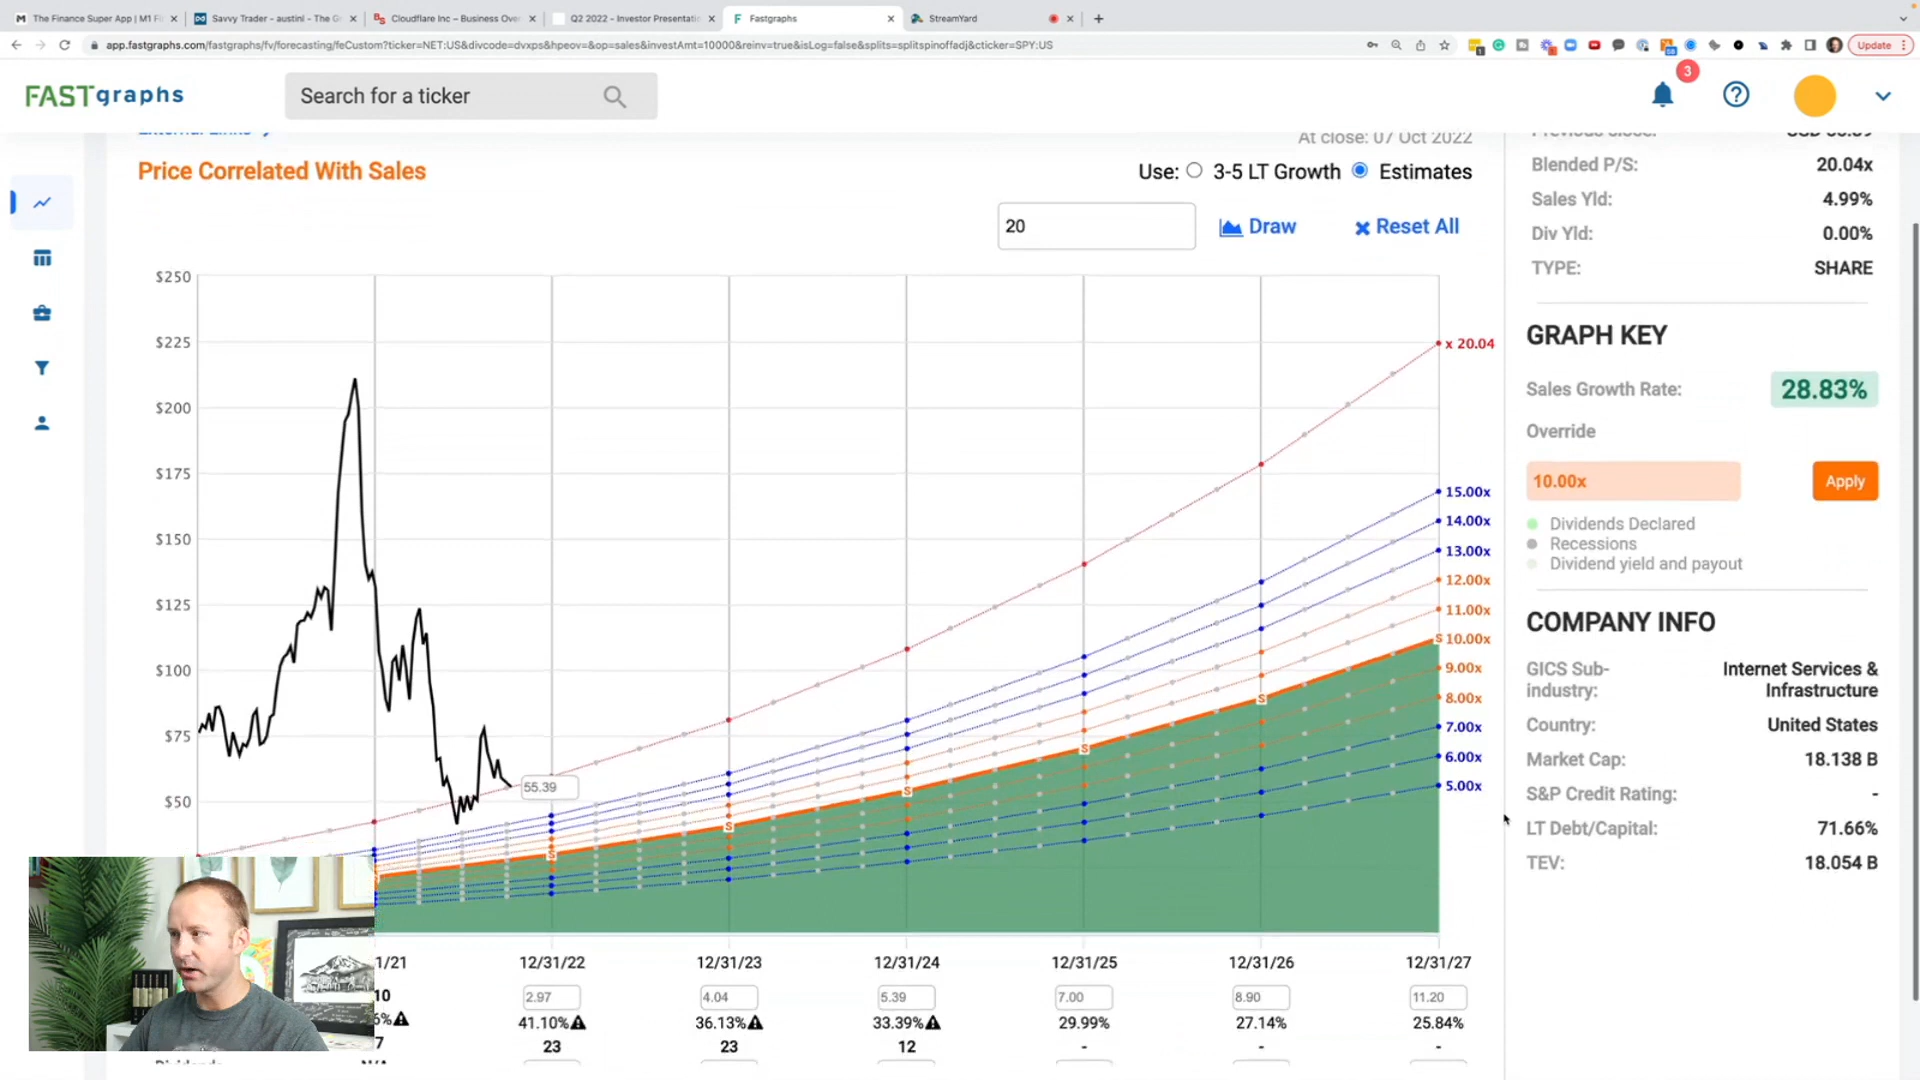 The Finance Super App | M1 Fi
Savvy Trader - austinl - The Gr
Cloudflare Inc – Business Over
Q2 2022 - Investor Presentatio
Fastgraphs
StreamYard
app.fastgraphs.com/fastgraphs/fv/forecasting/feCustom?ticker=NET:US&divcode=dvxps&hpeov=&op=sales&investAmt=10000&reinv=true&isLog=false&splits=splitspinoffadj&cticker=SPY:US
Update
FASTgraphs
Search for a ticker
3
At close: 07 Oct 2022
Price Correlated With Sales
Use: 3-5 LT Growth Estimates
20
Draw
Reset All
$250
$225
$200
$175
$150
$125
$100
$75
$50
55.39
x 20.04
15.00x
14.00x
13.00x
12.00x
11.00x
10.00x
9.00x
8.00x
7.00x
6.00x
5.00x
1/21 12/31/22 12/31/23 12/31/24 12/31/25 12/31/26 12/31/27
10 2.97 4.04 5.39 7.00 8.90 11.20
6% 41.10% 36.13% 33.39% 29.99% 27.14% 25.84%
7 23 23 12 - - -
Previous close:
Blended P/S: 20.04x
Sales Yld: 4.99%
Div Yld: 0.00%
TYPE: SHARE
GRAPH KEY
Sales Growth Rate: 28.83%
Override
10.00x Apply
Dividends Declared
Recessions
Dividend yield and payout
COMPANY INFO
GICS Sub-industry: Internet Services & Infrastructure
Country: United States
Market Cap: 18.138 B
S&P Credit Rating: -
LT Debt/Capital: 71.66%
TEV: 18.054 B